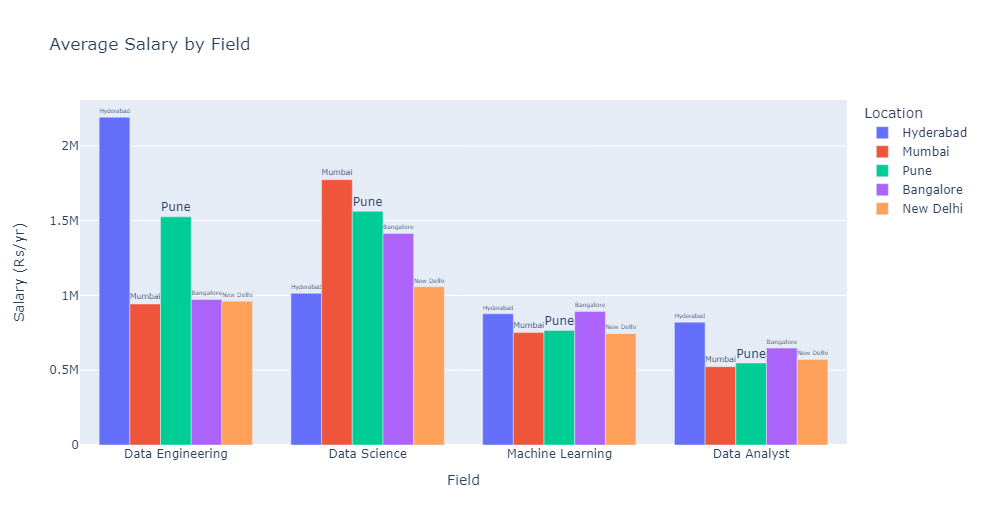 Average Salary by Field
Location
Hyderabad
Mumbai
Pune
Bangalore
New Delhi
Salary (Rs/yr)
2M
1.5M
1M
0.5M
0
Hyderabad
Mumbai
Pune
Bangalore
New Delhi
Hyderabad
Mumbai
Pune
Bangalore
New Delhi
Hyderabad
Mumbai
Pune
Bangalore
New Delhi
Hyderabad
Mumbai
Pune
Bangalore
New Delhi
Data Engineering
Data Science
Machine Learning
Data Analyst
Field